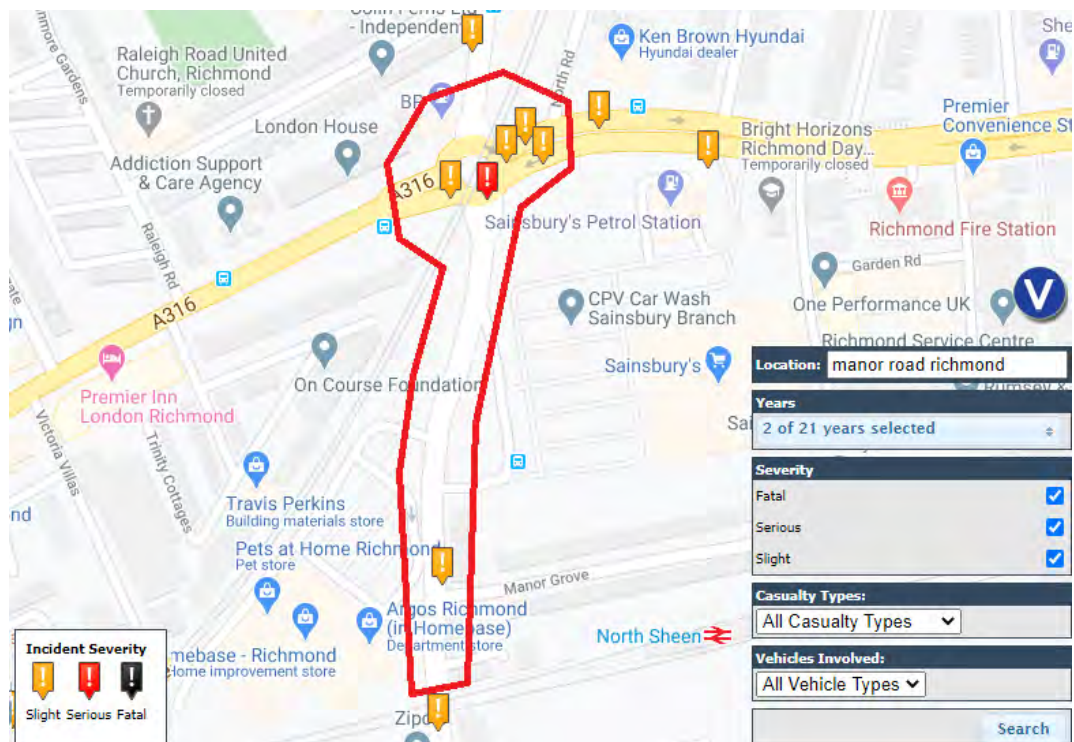 - Independent
Ken Brown Hyundai
Hyundai dealer
Raleigh Road United
Church, Richmond
Temporarily closed
North Rd
BP
London House
Premier
Convenience St
Bright Horizons
Richmond Day...
Temporarily closed
Addiction Support
& Care Agency
A316
Sainsbury's Petrol Station
Richmond Fire Station
Raleigh Rd
Garden Rd
A316
CPV Car Wash
Sainsbury Branch
One Performance UK
V
Richmond Service Centre
Sainsbury's
On Course Foundation
Premier Inn
London Richmond
Victoria Villas
Trinity Cottages
Travis Perkins
Building materials store
Pets at Home Richmond
Pet store
Manor Grove
Argos Richmond
(in Homebase)
Department store
North Sheen
mebase - Richmond
Home improvement store
Location: manor road richmond
Years
2 of 21 years selected
Severity
Fatal
Serious
Slight
Casualty Types:
All Casualty Types
Vehicles Involved:
All Vehicle Types
Search
Incident Severity
Slight Serious Fatal